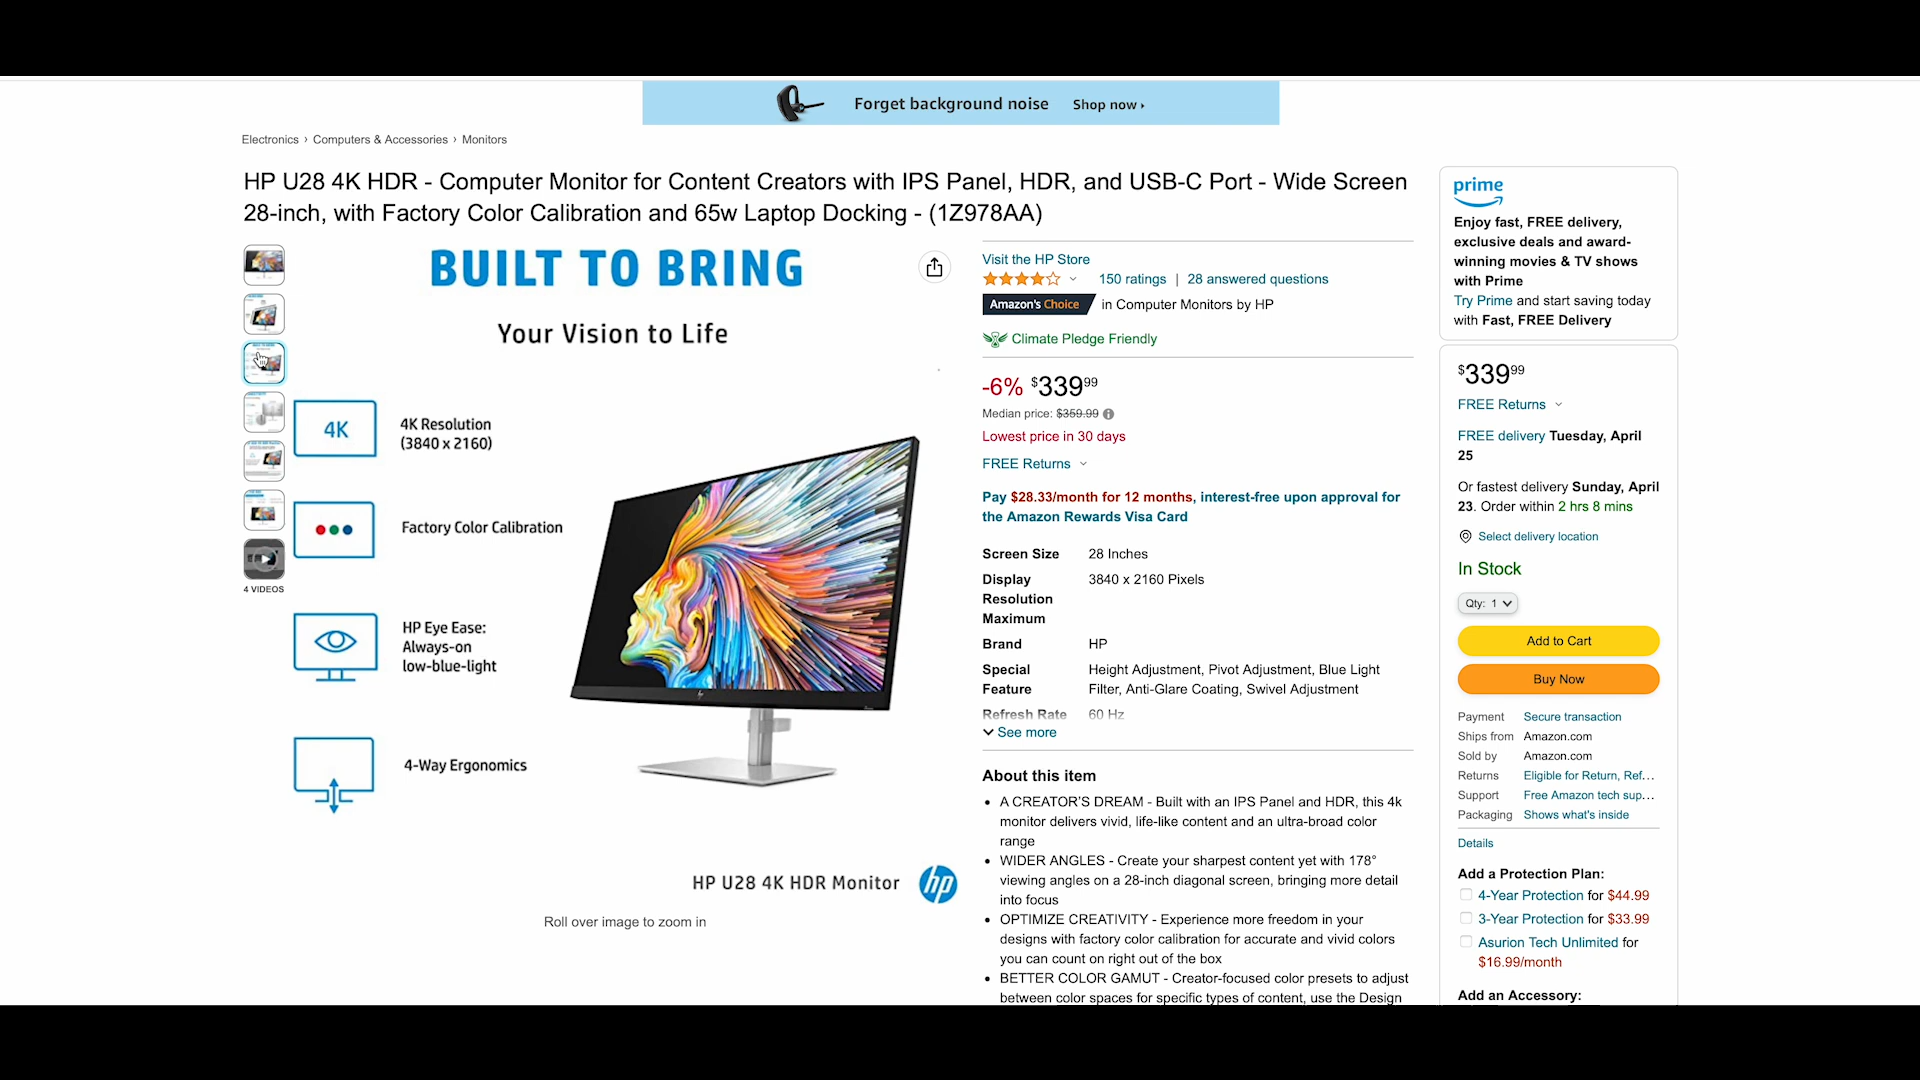 Forget background noise Shop now ›
Electronics › Computers & Accessories › Monitors
HP U28 4K HDR - Computer Monitor for Content Creators with IPS Panel, HDR, and USB-C Port - Wide Screen
28-inch, with Factory Color Calibration and 65w Laptop Docking - (1Z978AA)
BUILT TO BRING
Your Vision to Life
4K
4K Resolution
(3840 x 2160)
Factory Color Calibration
HP Eye Ease:
Always-on
low-blue-light
4-Way Ergonomics
HP U28 4K HDR Monitor
hp
4 VIDEOS
Roll over image to zoom in
Visit the HP Store
150 ratings | 28 answered questions
Amazon's Choice in Computer Monitors by HP
Climate Pledge Friendly
-6% $339 99
Median price: $359.99
Lowest price in 30 days
FREE Returns
Pay $28.33/month for 12 months, interest-free upon approval for
the Amazon Rewards Visa Card
Screen Size 28 Inches
Display 3840 x 2160 Pixels
Resolution
Maximum
Brand HP
Special Height Adjustment, Pivot Adjustment, Blue Light
Feature Filter, Anti-Glare Coating, Swivel Adjustment
Refresh Rate 60 Hz
See more
About this item
• A CREATOR'S DREAM - Built with an IPS Panel and HDR, this 4k
monitor delivers vivid, life-like content and an ultra-broad color
range
• WIDER ANGLES - Create your sharpest content yet with 178°
viewing angles on a 28-inch diagonal screen, bringing more detail
into focus
• OPTIMIZE CREATIVITY - Experience more freedom in your
designs with factory color calibration for accurate and vivid colors
you can count on right out of the box
• BETTER COLOR GAMUT - Creator-focused color presets to adjust
between color spaces for specific types of content, use the Design
prime
Enjoy fast, FREE delivery,
exclusive deals and award-
winning movies & TV shows
with Prime
Try Prime and start saving today
with Fast, FREE Delivery
$339 99
FREE Returns
FREE delivery Tuesday, April
25
Or fastest delivery Sunday, April
23. Order within 2 hrs 8 mins
Select delivery location
In Stock
Qty: 1
Add to Cart
Buy Now
Payment Secure transaction
Ships from Amazon.com
Sold by Amazon.com
Returns Eligible for Return, Ref...
Support Free Amazon tech sup...
Packaging Shows what's inside
Details
Add a Protection Plan:
4-Year Protection for $44.99
3-Year Protection for $33.99
Asurion Tech Unlimited for
$16.99/month
Add an Accessory: